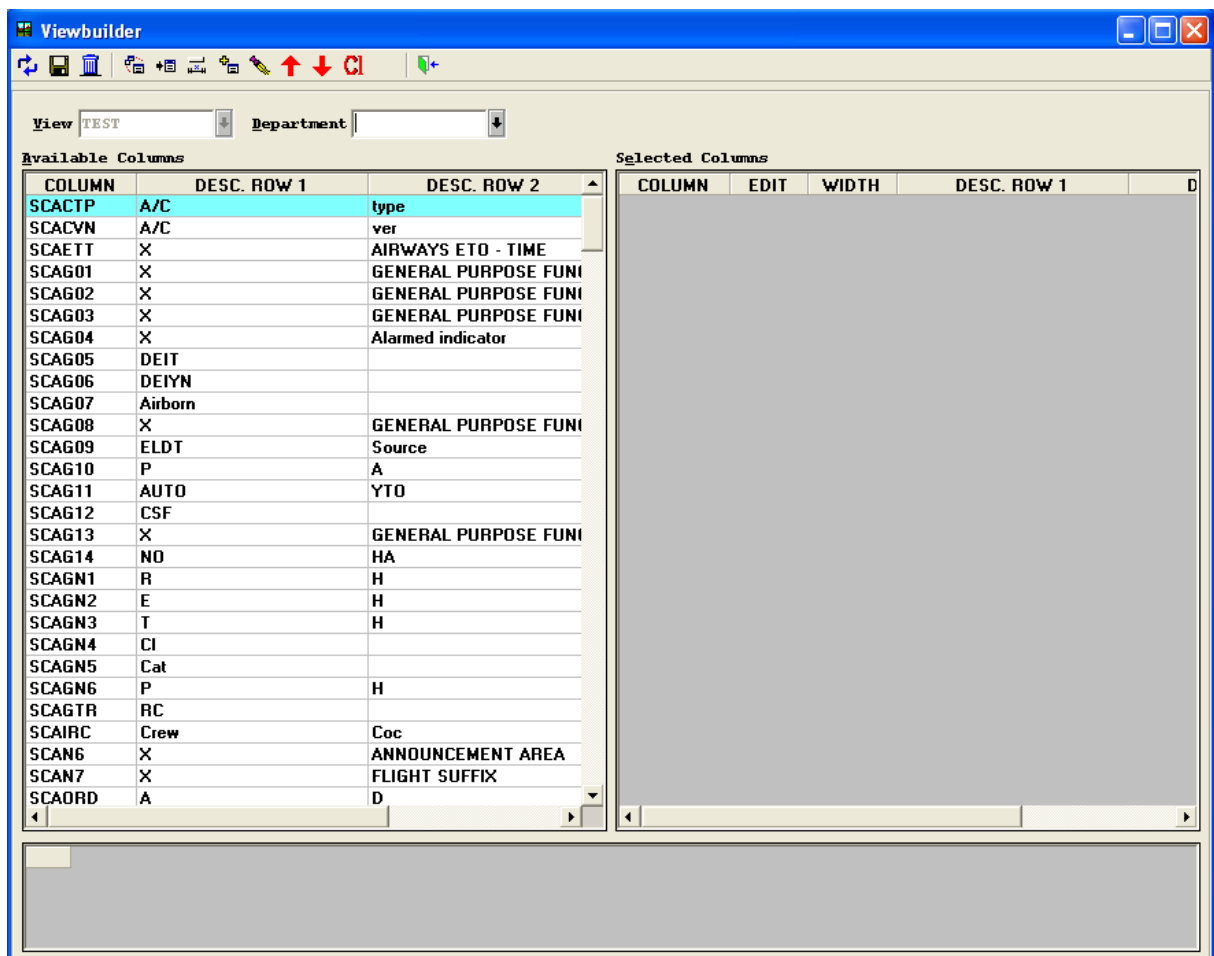 Viewbuilder
Cl
View TEST Department
Available Columns Selected Columns
COLUMN DESC. ROW 1 DESC. ROW 2 COLUMN EDIT WIDTH DESC. ROW 1 D
SCACTP A/C type
SCACVN A/C ver
SCAETT X AIRWAYS ETO - TIME
SCAG01 X GENERAL PURPOSE FUN
SCAG02 X GENERAL PURPOSE FUN
SCAG03 X GENERAL PURPOSE FUN
SCAG04 X Alarmed indicator
SCAG05 DEIT
SCAG06 DEIYN
SCAG07 Airborn
SCAG08 X GENERAL PURPOSE FUN
SCAG09 ELDT Source
SCAG10 P A
SCAG11 AUTO YTO
SCAG12 CSF
SCAG13 X GENERAL PURPOSE FUN
SCAG14 NO HA
SCAGN1 R H
SCAGN2 E H
SCAGN3 T H
SCAGN4 Cl
SCAGN5 Cat
SCAGN6 P H
SCAGTR RC
SCAIRC Crew Coc
SCAN6 X ANNOUNCEMENT AREA
SCAN7 X FLIGHT SUFFIX
SCAORD A D